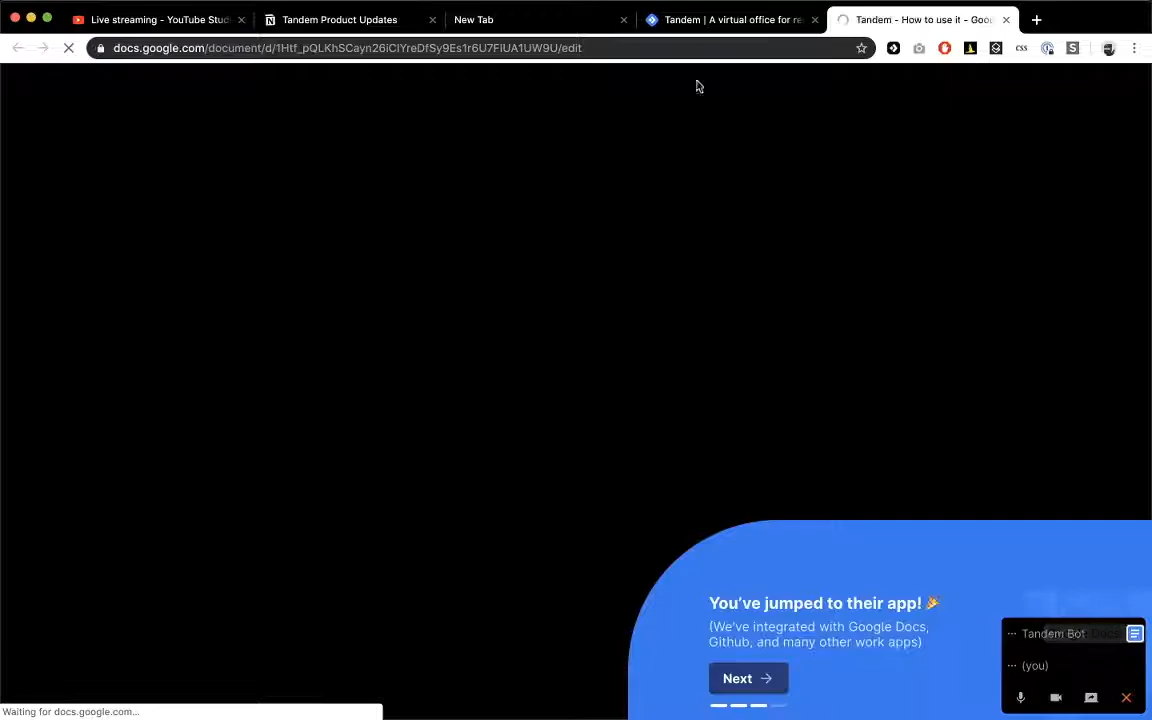 Live streaming - YouTube Stud
Tandem Product Updates
New Tab
Tandem | A virtual office for re
Tandem - How to use it - Goo
docs.google.com/document/d/1Htf_pQLKhSCayn26iClYreDfSy9Es1r6U7FlUA1UW9U/edit
CSS
S
You've jumped to their app! 🎉
(We've integrated with Google Docs,
Github, and many other work apps)
Next →
Tandem Bot
(you)
Waiting for docs.google.com...